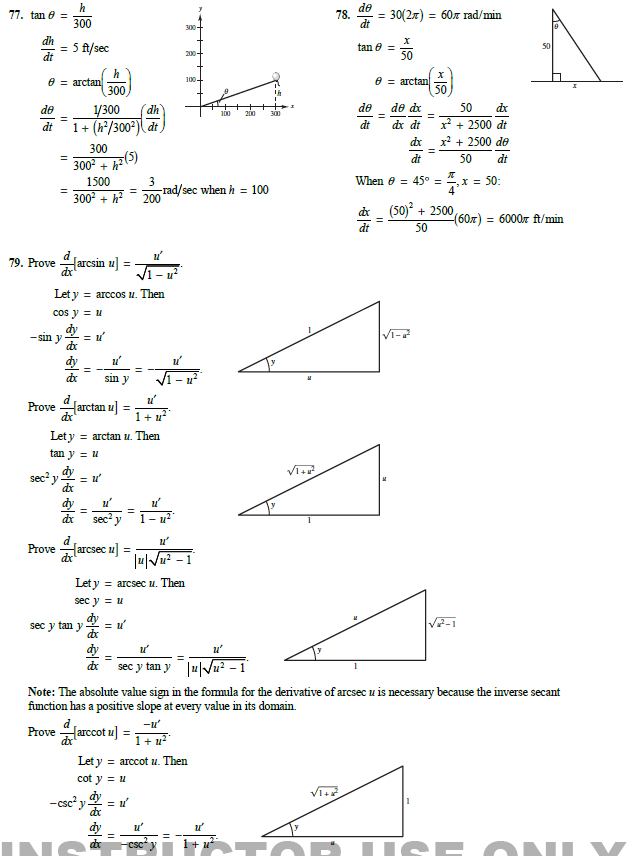 77. tan θ = h/300
dh/dt = 5 ft/sec
θ = arctan(h/300)
dθ/dt = 1/300 / 1 + (h²/300²) (dh/dt)
= 300 / 300² + h² (5)
= 1500 / 300² + h² = 3/200 rad/sec when h = 100
y
300
200
100
θ
h
100 200 300 x
78. dθ/dt = 30(2π) = 60π rad/min
tan θ = x/50
θ = arctan(x/50)
dθ/dt = dθ/dx dx/dt = 50 / x² + 2500 dx/dt
dx/dt = x² + 2500 / 50 dθ/dt
When θ = 45° = π/4, x = 50:
dx/dt = (50)² + 2500 / 50 (60π) = 6000π ft/min
θ
50
x
79. Prove d/dx[arcsin u] = u′/√1 − u².
Let y = arccos u. Then
cos y = u
−sin y dy/dx = u′
dy/dx = −u′/sin y = −u′/√1 − u².
1
√1−u²
y
u
Prove d/dx[arctan u] = u′/1 + u².
Let y = arctan u. Then
tan y = u
sec² y dy/dx = u′
dy/dx = u′/sec² y = u′/1 − u².
√1+u²
u
y
1
Prove d/dx[arcsec u] = u′/|u|√u² − 1.
Let y = arcsec u. Then
sec y = u
sec y tan y dy/dx = u′
dy/dx = u′/sec y tan y = u′/|u|√u² − 1.
u
√u²−1
y
1
Note: The absolute value sign in the formula for the derivative of arcsec u is necessary because the inverse secant
function has a positive slope at every value in its domain.
Prove d/dx[arccot u] = −u′/1 + u².
Let y = arccot u. Then
cot y = u
−csc² y dy/dx = u′
dy/dx = u′/−csc² y = −u′/1 + u².
√1+u²
1
y
u
INSTRUCTOR USE ONLY